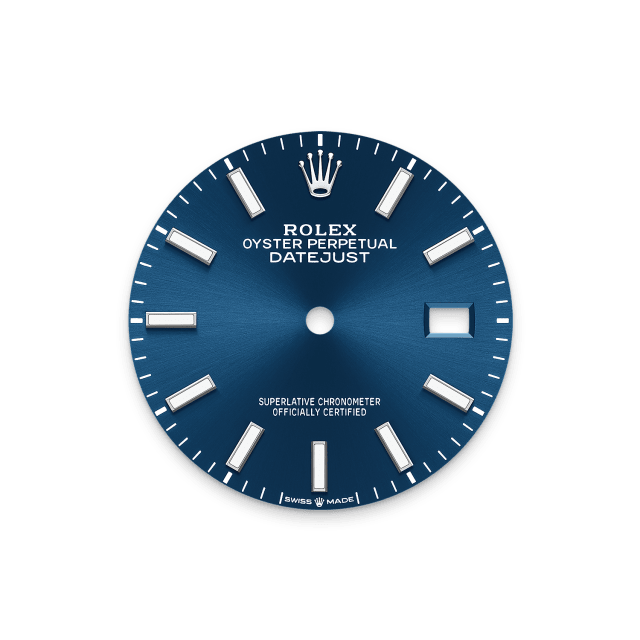 ROLEX
OYSTER PERPETUAL
DATEJUST
SUPERLATIVE CHRONOMETER
OFFICIALLY CERTIFIED
SWISS MADE